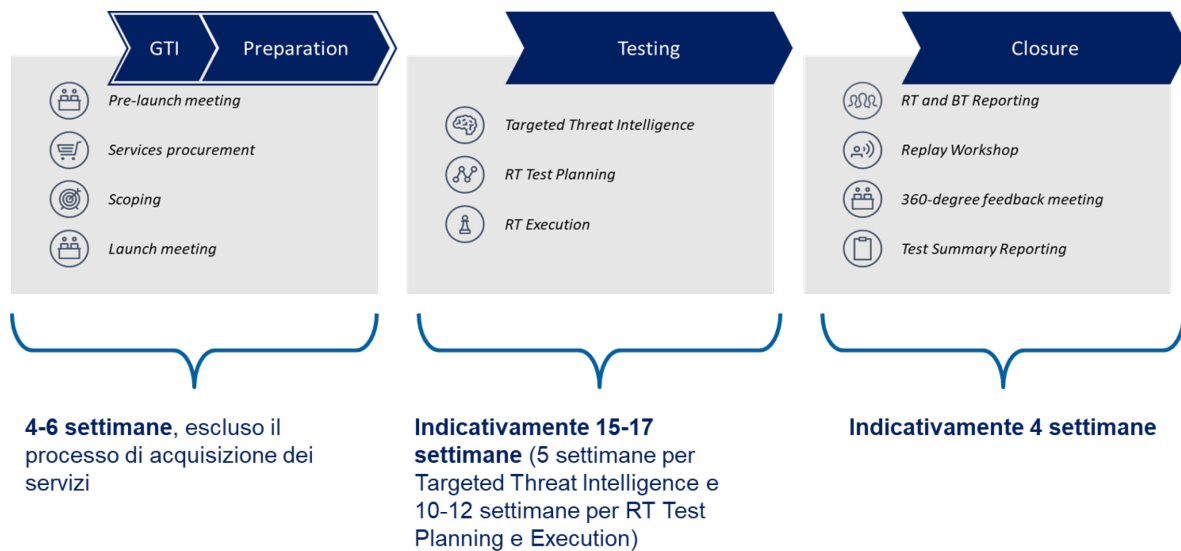 GTI
Preparation
Pre-launch meeting
Services procurement
Scoping
Launch meeting
4-6 settimane, escluso il
processo di acquisizione dei
servizi
Testing
Targeted Threat Intelligence
RT Test Planning
RT Execution
Indicativamente 15-17
settimane (5 settimane per
Targeted Threat Intelligence e
10-12 settimane per RT Test
Planning e Execution)
Closure
RT and BT Reporting
Replay Workshop
360-degree feedback meeting
Test Summary Reporting
Indicativamente 4 settimane